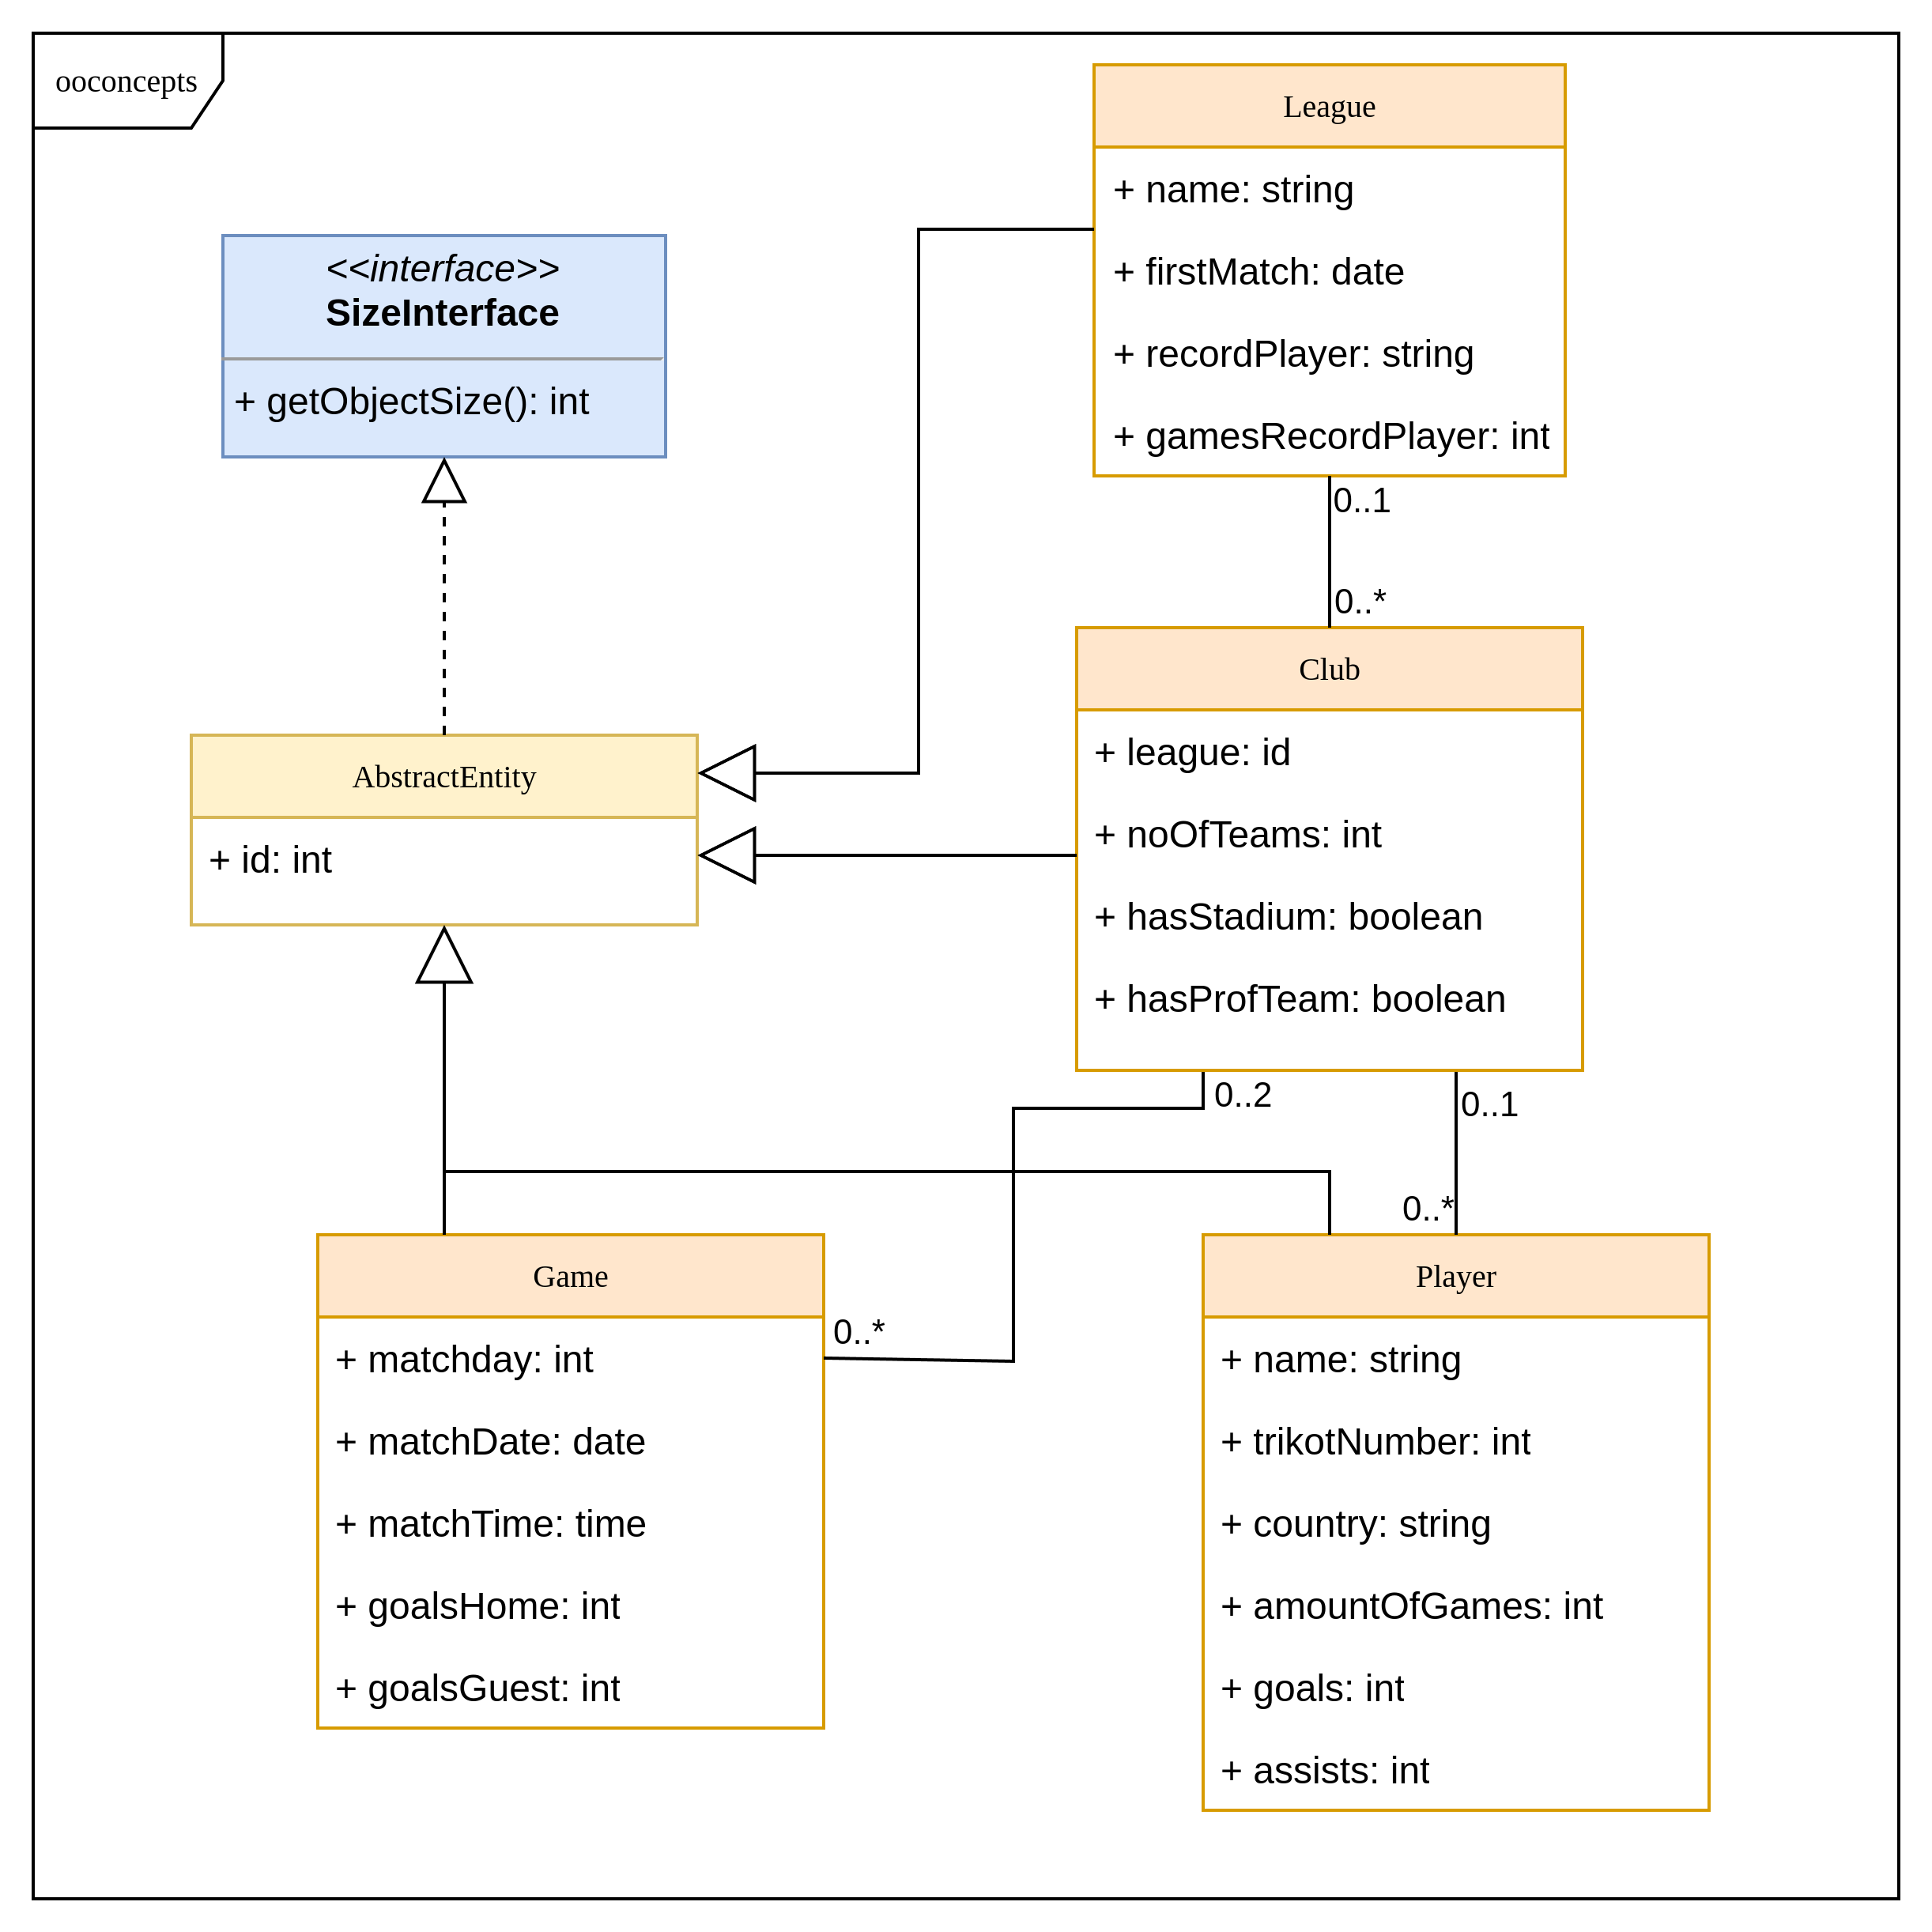 ooconcepts
League
+ name: string
+ firstMatch: date
+ recordPlayer: string
+ gamesRecordPlayer: int
<<interface>>
SizeInterface
+ getObjectSize(): int
0..1
0..*
Club
+ league: id
+ noOfTeams: int
+ hasStadium: boolean
+ hasProfTeam: boolean
AbstractEntity
+ id: int
0..2
0..1
0..*
Game
+ matchday: int
+ matchDate: date
+ matchTime: time
+ goalsHome: int
+ goalsGuest: int
0..*
Player
+ name: string
+ trikotNumber: int
+ country: string
+ amountOfGames: int
+ goals: int
+ assists: int